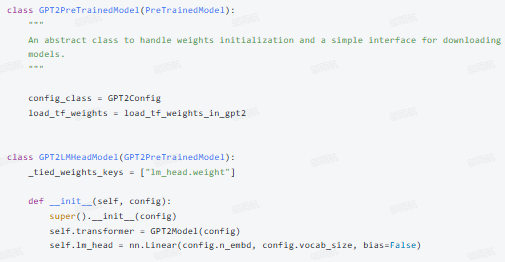 class GPT2PreTrainedModel(PreTrainedModel):
    """
    An abstract class to handle weights initialization and a simple interface for downloading
    models.
    """
    config_class = GPT2Config
    load_tf_weights = load_tf_weights_in_gpt2
class GPT2LMHeadModel(GPT2PreTrainedModel):
    _tied_weights_keys = ["lm_head.weight"]
    def __init__(self, config):
        super().__init__(config)
        self.transformer = GPT2Model(config)
        self.lm_head = nn.Linear(config.n_embd, config.vocab_size, bias=False)